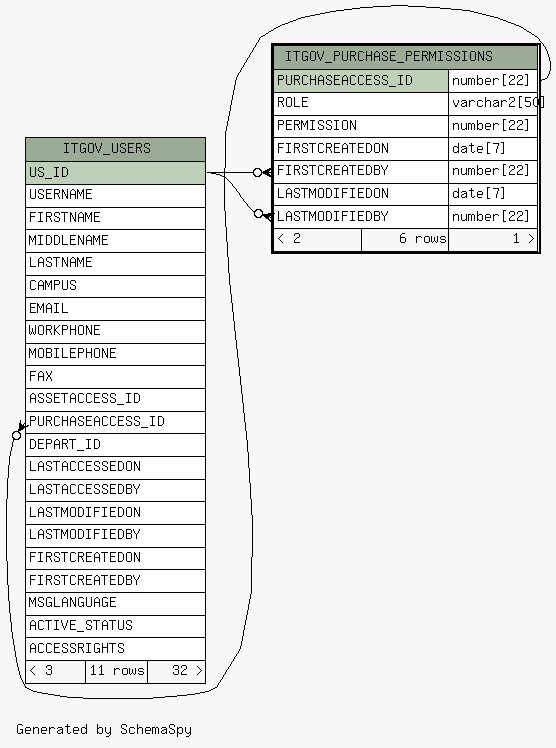 ITGOV_PURCHASE_PERMISSIONS
PURCHASEACCESS_ID number[22]
ROLE varchar2[50]
PERMISSION number[22]
FIRSTCREATEDON date[7]
FIRSTCREATEDBY number[22]
LASTMODIFIEDON date[7]
LASTMODIFIEDBY number[22]
< 2 6 rows 1 >
ITGOV_USERS
US_ID
USERNAME
FIRSTNAME
MIDDLENAME
LASTNAME
CAMPUS
EMAIL
WORKPHONE
MOBILEPHONE
FAX
ASSETACCESS_ID
PURCHASEACCESS_ID
DEPART_ID
LASTACCESSEDON
LASTACCESSEDBY
LASTMODIFIEDON
LASTMODIFIEDBY
FIRSTCREATEDON
FIRSTCREATEDBY
MSGLANGUAGE
ACTIVE_STATUS
ACCESSRIGHTS
< 3 11 rows 32 >
Generated by SchemaSpy